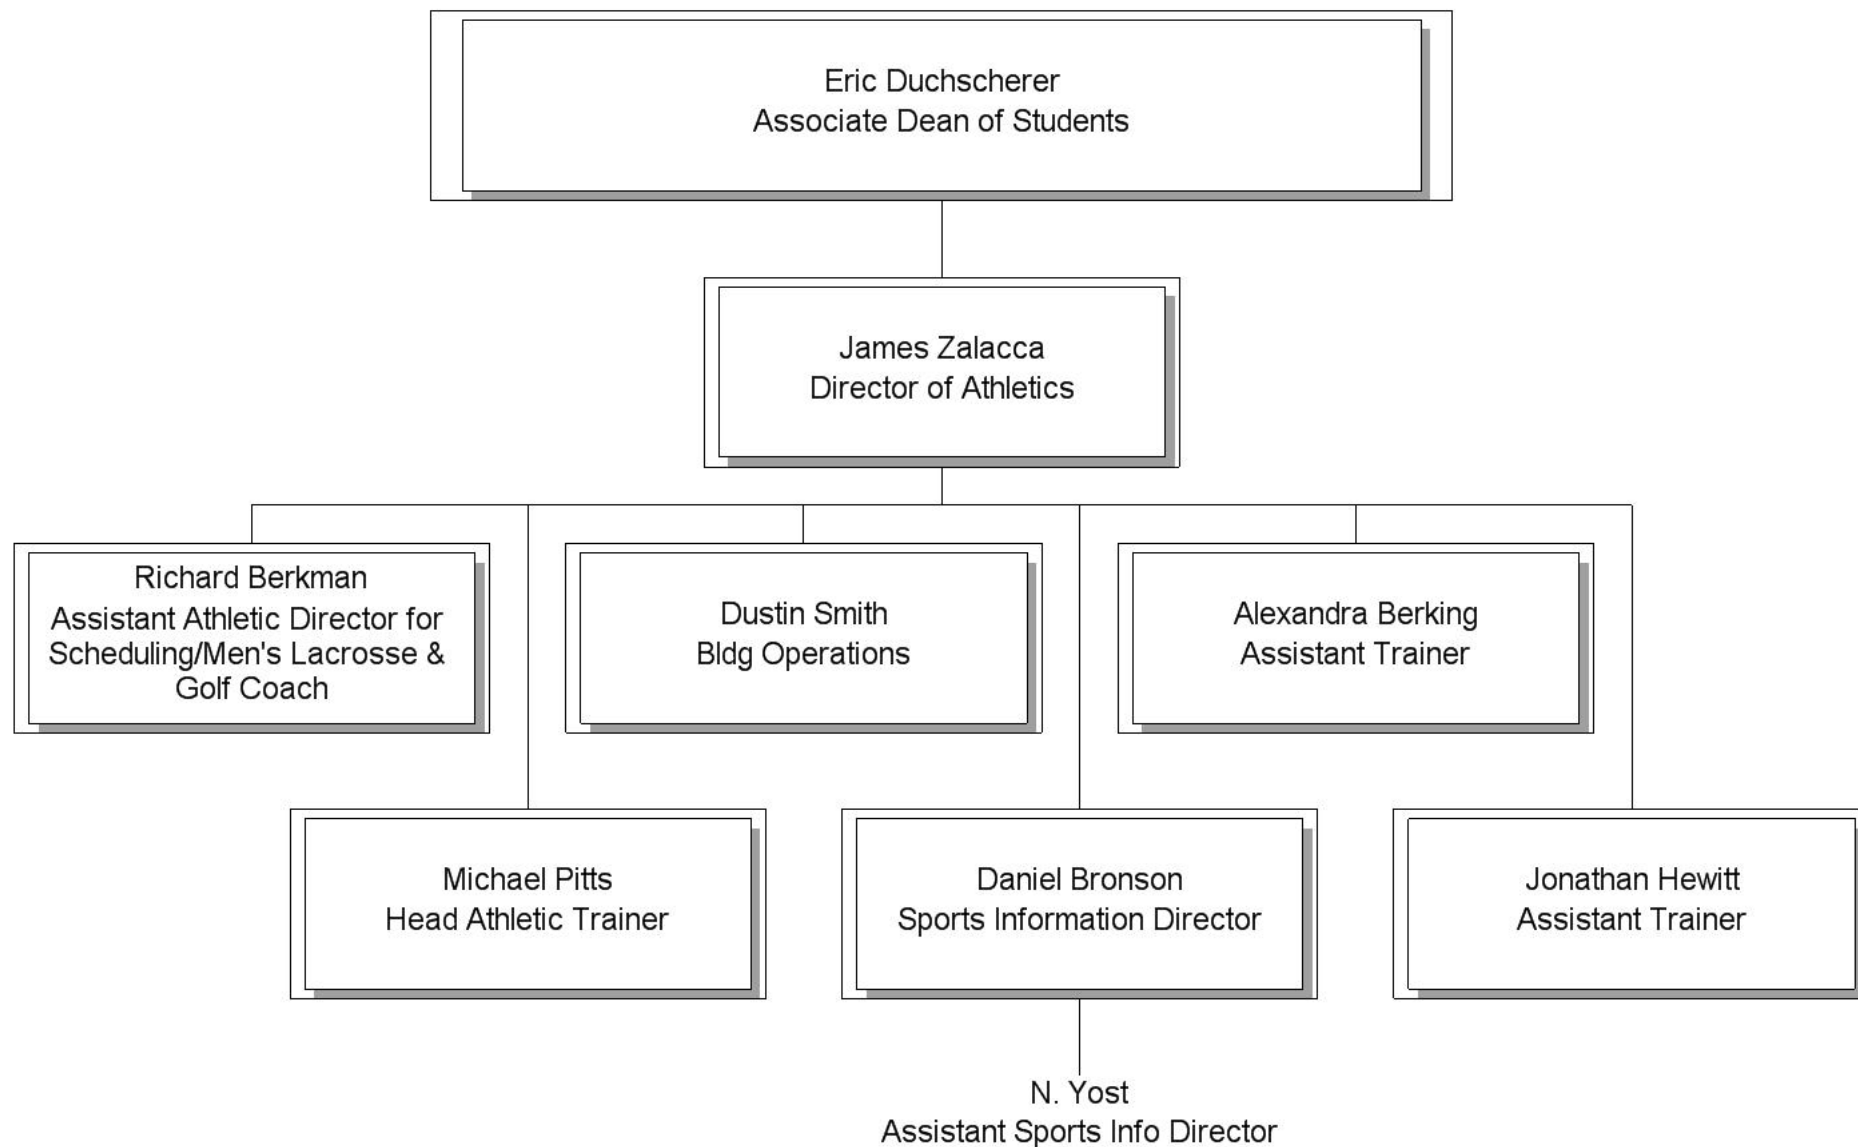 Eric Duchscherer
Associate Dean of Students
James Zalacca
Director of Athletics
Richard Berkman
Assistant Athletic Director for
Scheduling/Men's Lacrosse &
Golf Coach
Dustin Smith
Bldg Operations
Alexandra Berking
Assistant Trainer
Michael Pitts
Head Athletic Trainer
Daniel Bronson
Sports Information Director
Jonathan Hewitt
Assistant Trainer
N. Yost
Assistant Sports Info Director